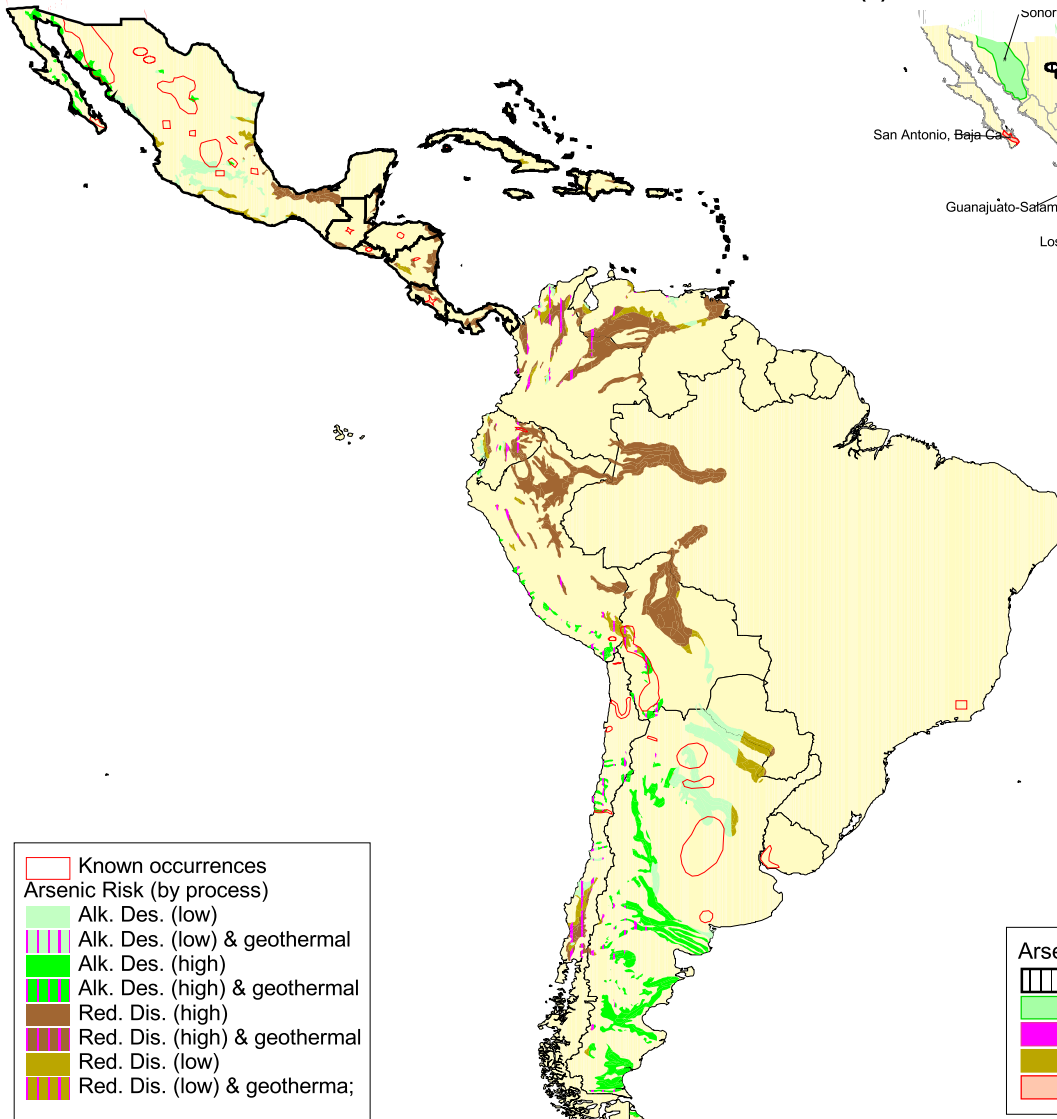 Sonor
San Antonio, Baja Ca
Guanajuato-Salam
Los
Known occurrences
Arsenic Risk (by process)
Alk. Des. (low)
Alk. Des. (low) & geothermal
Alk. Des. (high)
Alk. Des. (high) & geothermal
Red. Dis. (high)
Red. Dis. (high) & geothermal
Red. Dis. (low)
Red. Dis. (low) & geotherma;
Arse